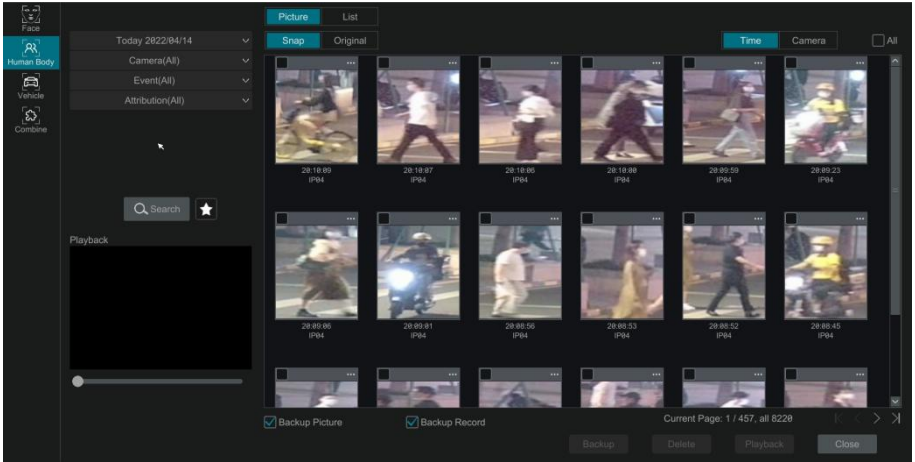 Face
Human Body
Vehicle
Combine
Today 2022/04/14
Camera(All)
Event(All)
Attribution(All)
Search
Playback
Picture List
Snap Original
Time Camera All
20:10:09 20:10:07 20:10:06 20:10:00 20:09:59 20:09:23
IP04 IP04 IP04 IP04 IP04 IP04
20:09:06 20:09:01 20:08:56 20:08:53 20:08:52 20:08:45
IP04 IP04 IP04 IP04 IP04 IP04
Backup Picture Backup Record Current Page: 1 / 457, all 8220
Backup Delete Playback Close